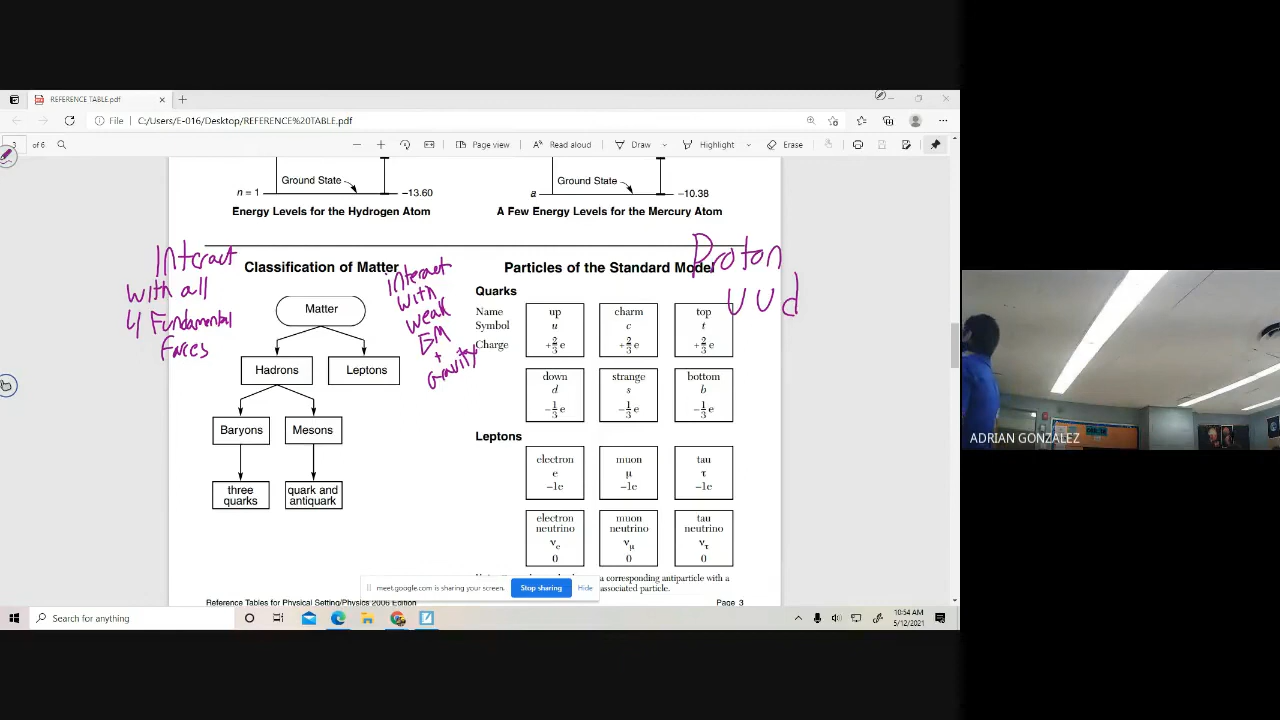 REFERENCE TABLE.pdf
File
C:/Users/E-016/Desktop/REFERENCE%20TABLE.pdf
3 of 6
Page view
Read aloud
Draw
Highlight
Erase
Ground State
n = 1
−13.60
Energy Levels for the Hydrogen Atom
Ground State
a
−10.38
A Few Energy Levels for the Mercury Atom
Interact
with all
4 Fundamental
Forces
Classification of Matter
Matter
Hadrons
Leptons
Baryons
Mesons
three
quarks
quark and
antiquark
interact
with
weak
EM
+
Gravity
Particles of the Standard Model
Proton
U U d
Quarks
Name
Symbol
Charge
up
u
+2/3 e
charm
c
+2/3 e
top
t
+2/3 e
down
d
−1/3 e
strange
s
−1/3 e
bottom
b
−1/3 e
Leptons
electron
e
−1e
muon
μ
−1e
tau
τ
−1e
electron
neutrino
νe
0
muon
neutrino
νμ
0
tau
neutrino
ντ
0
a corresponding antiparticle with a
associated particle.
meet.google.com is sharing your screen.
Stop sharing
Hide
Reference Tables for Physical Setting/Physics 2006 Edition
Page 3
Search for anything
10:54 AM
5/12/2021
ADRIAN GONZALEZ